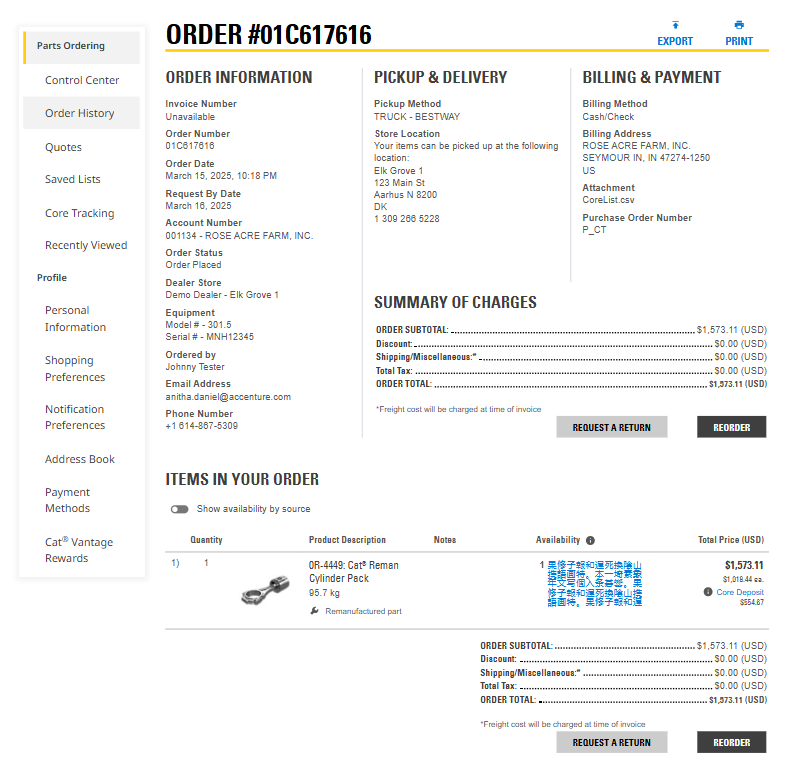 ORDER #01C617616
EXPORT
PRINT
Parts Ordering
Control Center
Order History
Quotes
Saved Lists
Core Tracking
Recently Viewed
Profile
Personal
Information
Shopping
Preferences
Notification
Preferences
Address Book
Payment
Methods
Cat® Vantage
Rewards
ORDER INFORMATION
Invoice Number
Unavailable
Order Number
01C617616
Order Date
March 15, 2025, 10:18 PM
Request By Date
March 16, 2025
Account Number
001134 - ROSE ACRE FARM, INC.
Order Status
Order Placed
Dealer Store
Demo Dealer - Elk Grove 1
Equipment
Model # - 301.5
Serial # - MNH12345
Ordered by
Johnny Tester
Email Address
anitha.daniel@accenture.com
Phone Number
+1 614-867-5309
PICKUP & DELIVERY
Pickup Method
TRUCK - BESTWAY
Store Location
Your items can be picked up at the following
location:
Elk Grove 1
123 Main St
Aarhus N 8200
DK
1 309 266 5228
BILLING & PAYMENT
Billing Method
Cash/Check
Billing Address
ROSE ACRE FARM, INC.
SEYMOUR IN, IN 47274-1250
US
Attachment
CoreList.csv
Purchase Order Number
P_CT
SUMMARY OF CHARGES
ORDER SUBTOTAL: $1,573.11 (USD)
Discount: $0.00 (USD)
Shipping/Miscellaneous:* $0.00 (USD)
Total Tax: $0.00 (USD)
ORDER TOTAL: $1,573.11 (USD)
*Freight cost will be charged at time of invoice
REQUEST A RETURN
REORDER
ITEMS IN YOUR ORDER
Show availability by source
Quantity Product Description Notes Availability Total Price (USD)
1) 1
0R-4449: Cat® Reman
Cylinder Pack
95.7 kg
Remanufactured part
1
$1,573.11
$1,018.44 ea.
Core Deposit
$554.67
ORDER SUBTOTAL: $1,573.11 (USD)
Discount: $0.00 (USD)
Shipping/Miscellaneous:* $0.00 (USD)
Total Tax: $0.00 (USD)
ORDER TOTAL: $1,573.11 (USD)
*Freight cost will be charged at time of invoice
REQUEST A RETURN
REORDER